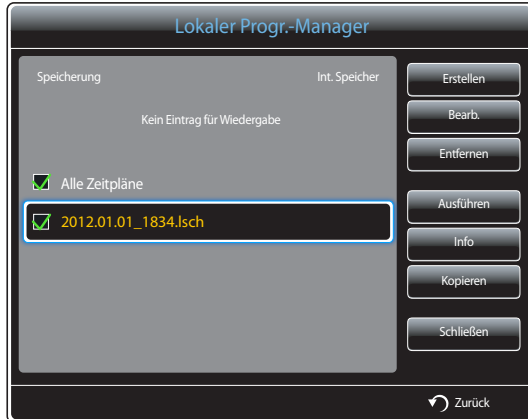 Lokaler Progr.-Manager
Speicherung Int. Speicher
Kein Eintrag für Wiedergabe
Alle Zeitpläne
2012.01.01_1834.lsch
Erstellen
Bearb.
Entfernen
Ausführen
Info
Kopieren
Schließen
Zurück